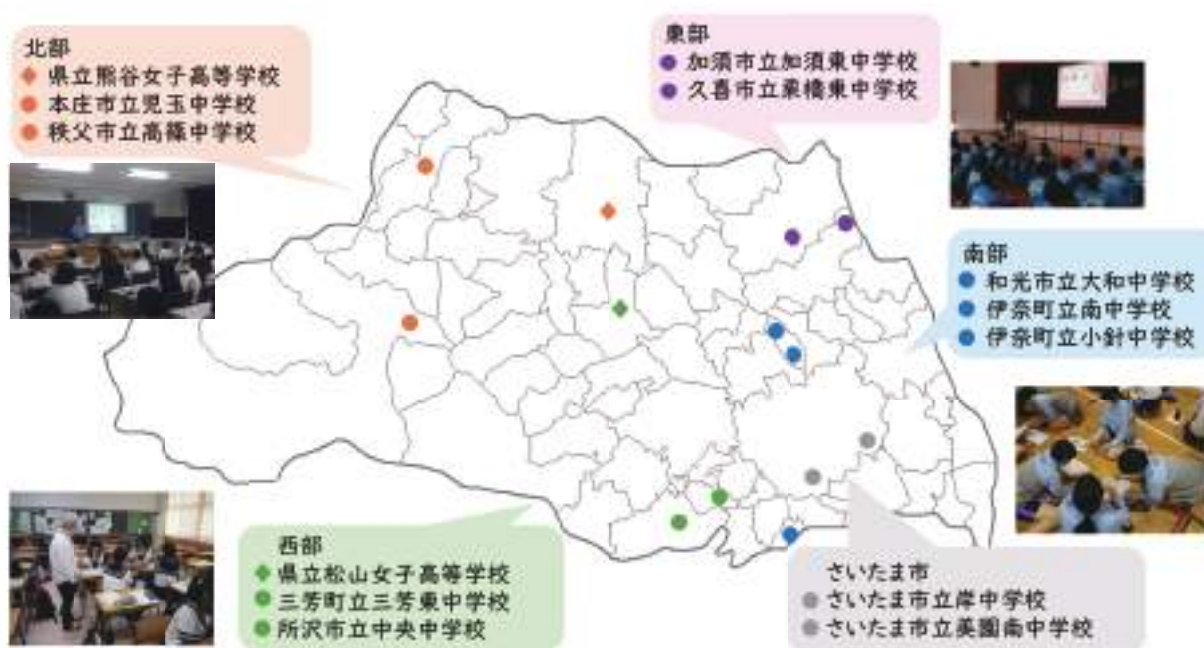 北部
県立熊谷女子高等学校
本庄市立児玉中学校
秩父市立高篠中学校
東部
加須市立加須東中学校
久喜市立栗橋東中学校
南部
和光市立大和中学校
伊奈町立南中学校
伊奈町立小針中学校
西部
県立松山女子高等学校
三芳町立三芳東中学校
所沢市立中央中学校
さいたま市
さいたま市立岸中学校
さいたま市立美園南中学校